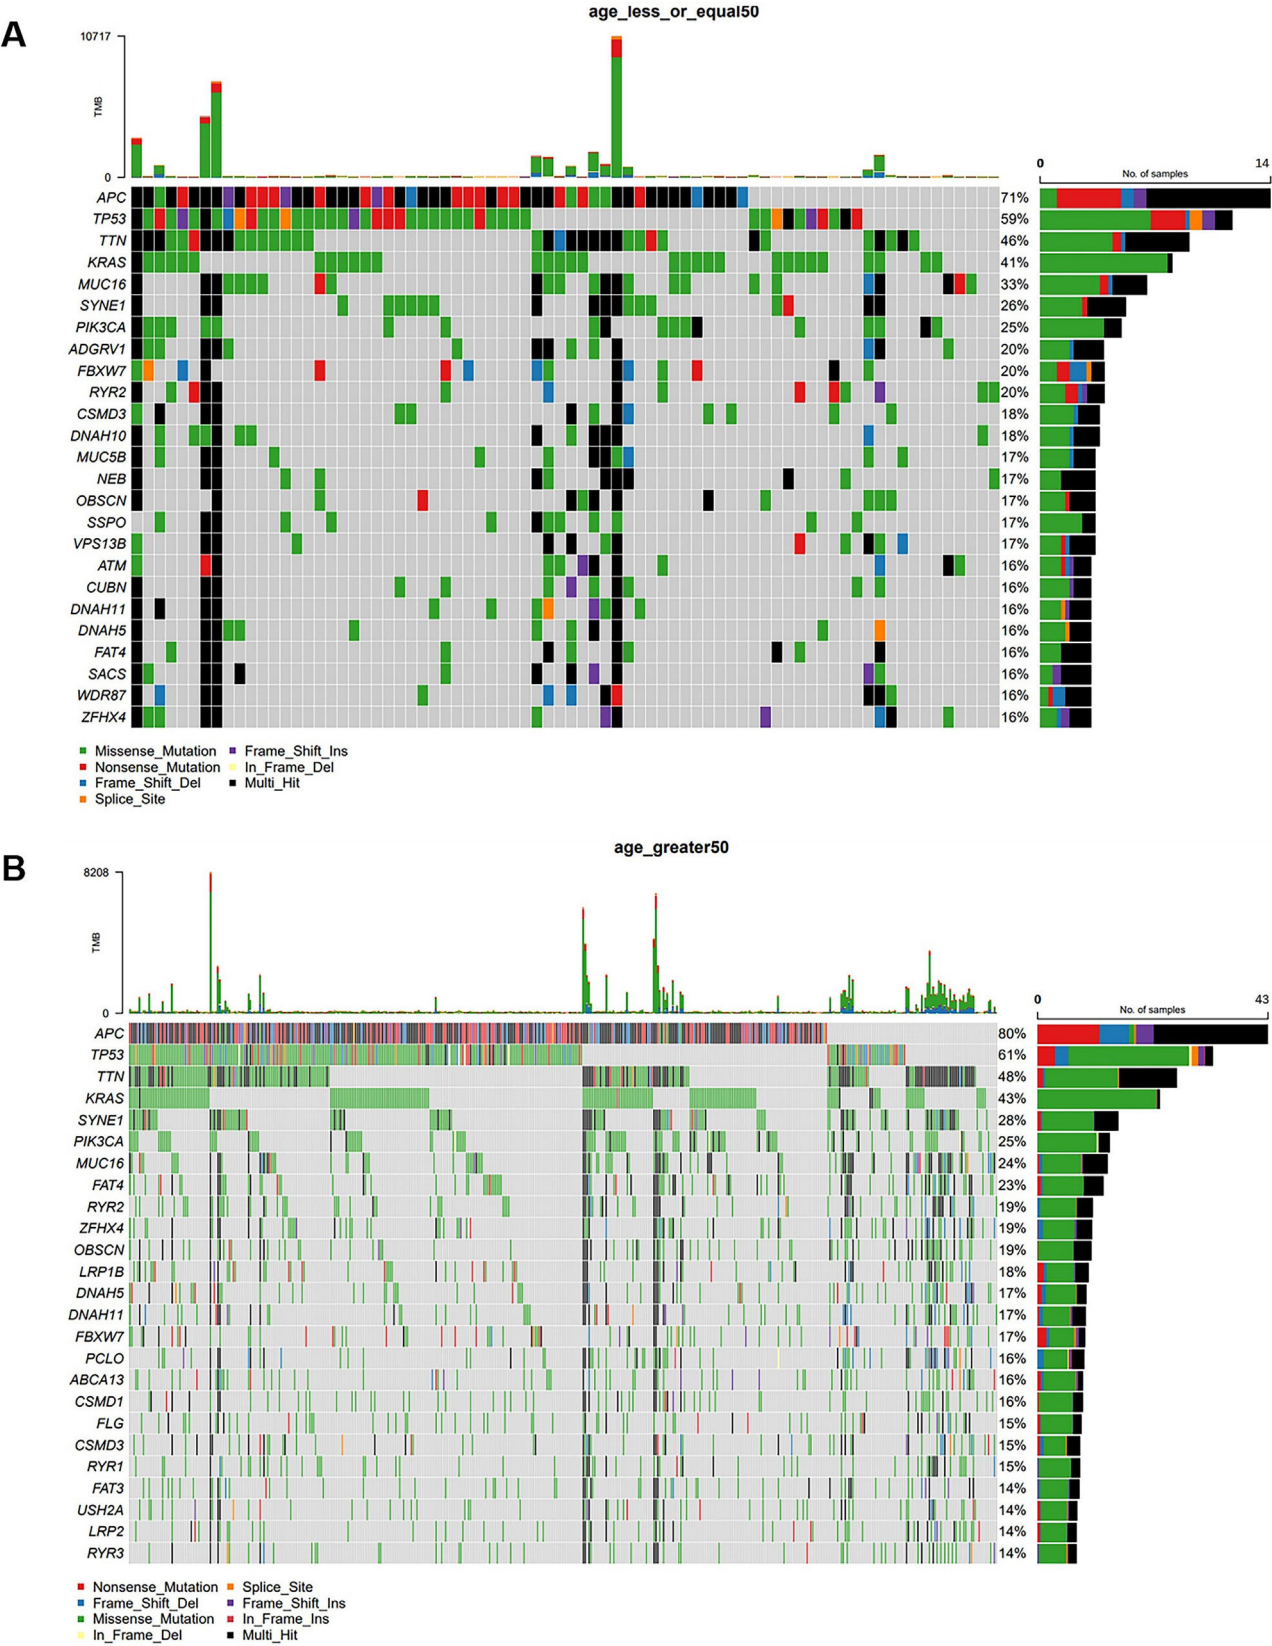 age_less_or_equal50
A
10717
TMB
0
0 14
No. of samples
APC 71%
TP53 59%
TTN 46%
KRAS 41%
MUC16 33%
SYNE1 26%
PIK3CA 25%
ADGRV1 20%
FBXW7 20%
RYR2 20%
CSMD3 18%
DNAH10 18%
MUC5B 17%
NEB 17%
OBSCN 17%
SSPO 17%
VPS13B 17%
ATM 16%
CUBN 16%
DNAH11 16%
DNAH5 16%
FAT4 16%
SACS 16%
WDR87 16%
ZFHX4 16%
Missense_Mutation Frame_Shift_Ins
Nonsense_Mutation In_Frame_Del
Frame_Shift_Del Multi_Hit
Splice_Site
age_greater50
B
8208
TMB
0
0 43
No. of samples
APC 80%
TP53 61%
TTN 48%
KRAS 43%
SYNE1 28%
PIK3CA 25%
MUC16 24%
FAT4 23%
RYR2 19%
ZFHX4 19%
OBSCN 19%
LRP1B 18%
DNAH5 17%
DNAH11 17%
FBXW7 17%
PCLO 16%
ABCA13 16%
CSMD1 16%
FLG 15%
CSMD3 15%
RYR1 15%
FAT3 14%
USH2A 14%
LRP2 14%
RYR3 14%
Nonsense_Mutation Splice_Site
Frame_Shift_Del Frame_Shift_Ins
Missense_Mutation In_Frame_Ins
In_Frame_Del Multi_Hit